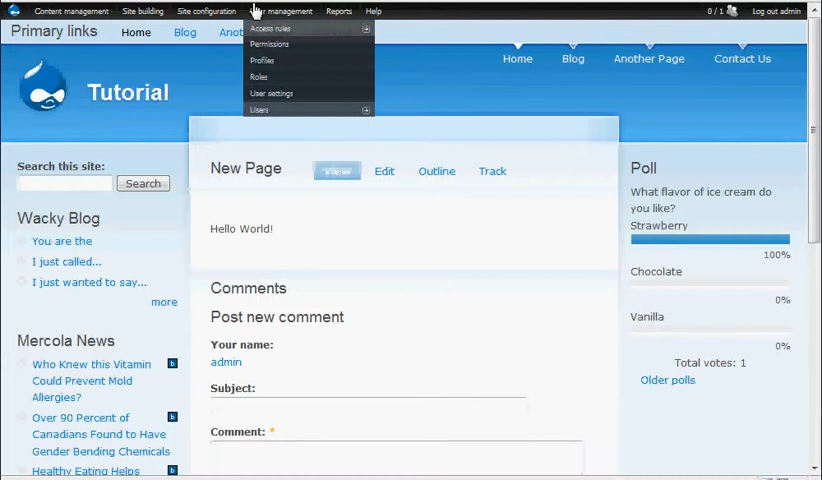 Content management
Site building
Site configuration
management
Reports
Help
0 / 1
Log out admin
Access rules
Permissions
Profiles
Roles
User settings
Users
Primary links
Home
Blog
Home
Blog
Another Page
Contact Us
Tutorial
Search this site:
Search
Wacky Blog
You are the
I just called...
I just wanted to say...
more
Mercola News
Who Knew this Vitamin
Could Prevent Mold
Allergies?
Over 90 Percent of
Canadians Found to Have
Gender Bending Chemicals
Healthy Eating Helps
New Page
View
Edit
Outline
Track
Hello World!
Comments
Post new comment
Your name:
admin
Subject:
Comment: *
Poll
What flavor of ice cream do
you like?
Strawberry
100%
Chocolate
0%
Vanilla
0%
Total votes: 1
Older polls